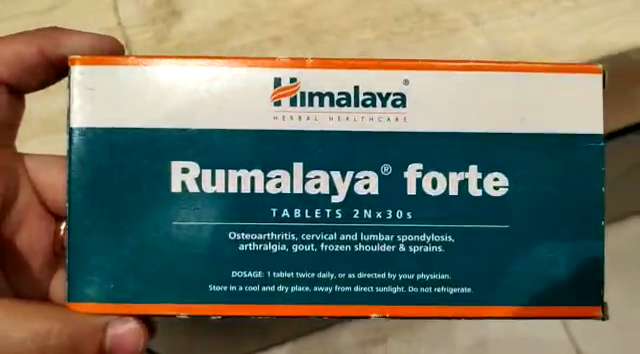 Himalaya®
HERBAL HEALTHCARE
Rumalaya® forte
TABLETS 2Nx30s
Osteoarthritis, cervical and lumbar spondylosis,
arthralgia, gout, frozen shoulder & sprains.
DOSAGE: 1 tablet twice daily, or as directed by your physician.
Store in a cool and dry place, away from direct sunlight. Do not refrigerate.